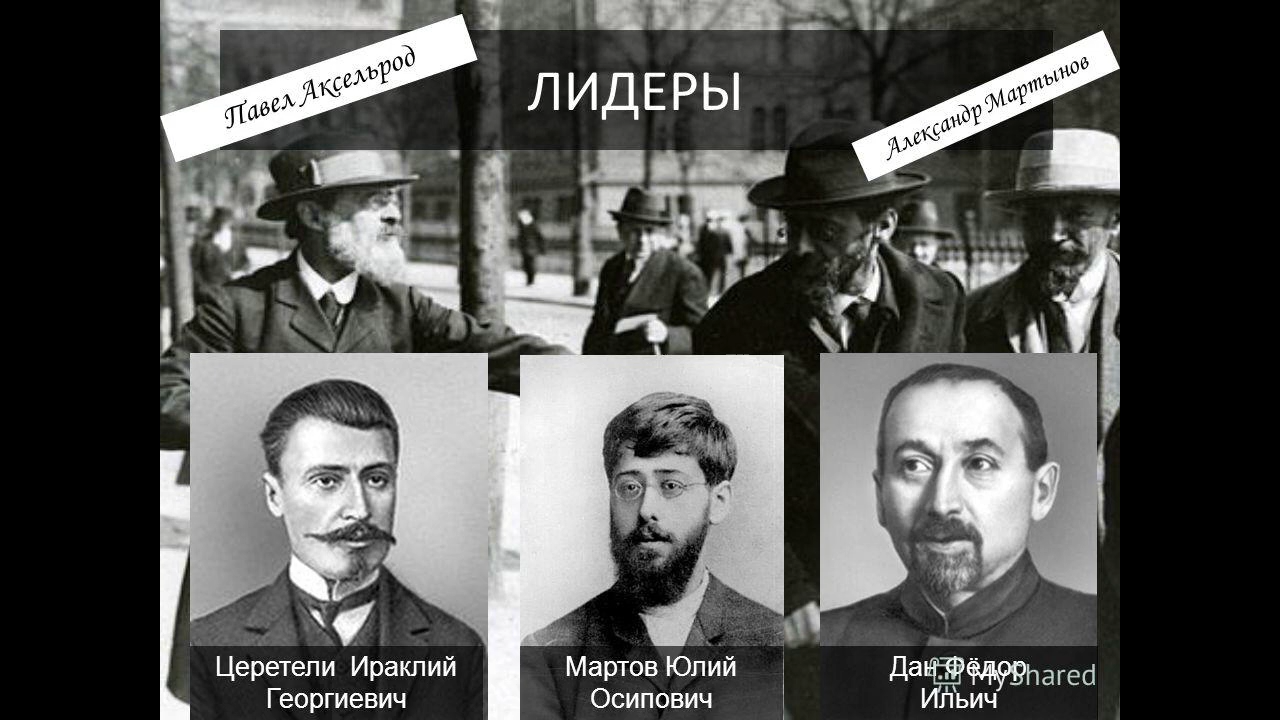 Павел Аксельрод
ЛИДЕРЫ
Александр Мартынов
Церетели Ираклий
Георгиевич
Мартов Юлий
Осипович
Дан Фёдор
Ильич
MyShared